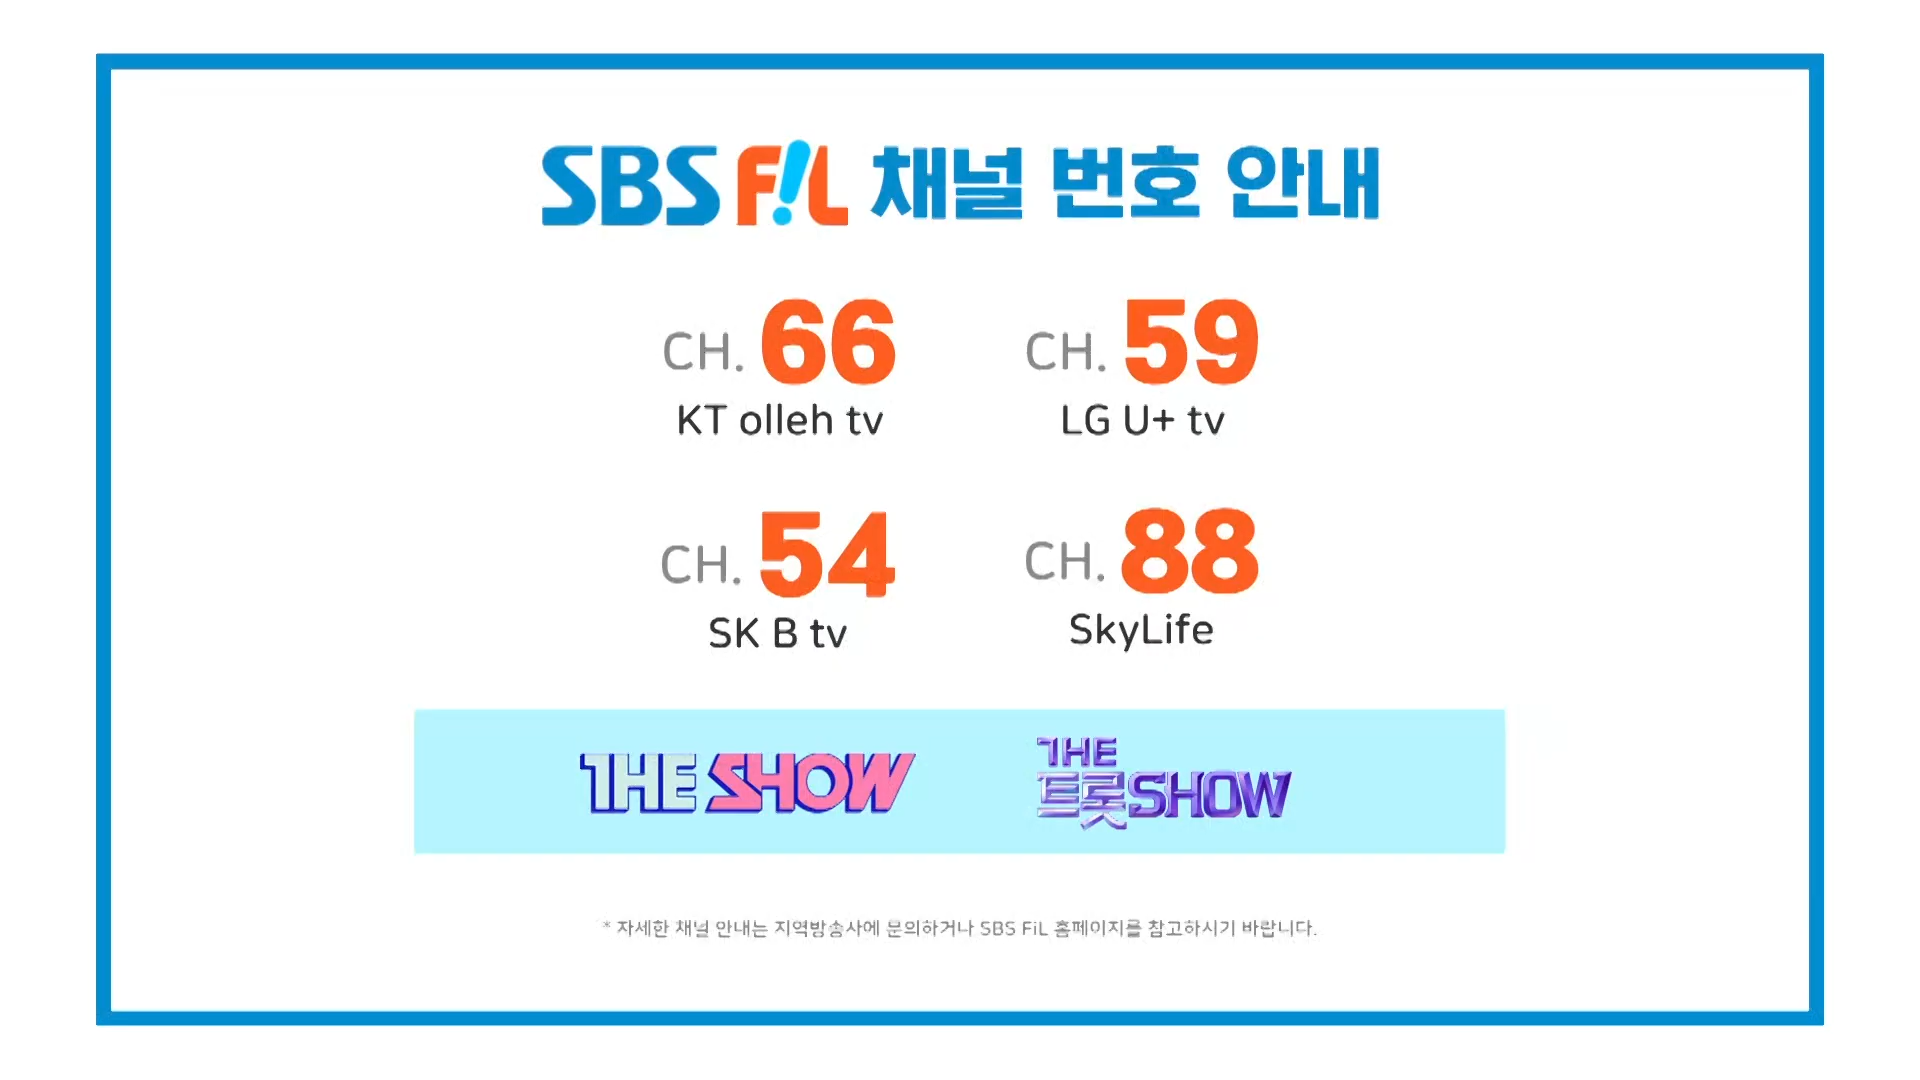 SBS F!L 채널 번호 안내
CH. 66
KT olleh tv
CH. 59
LG U+ tv
CH. 54
SK B tv
CH. 88
SkyLife
THE SHOW
THE
트롯SHOW
* 자세한 채널 안내는 지역방송사에 문의하거나 SBS FiL 홈페이지를 참고하시기 바랍니다.